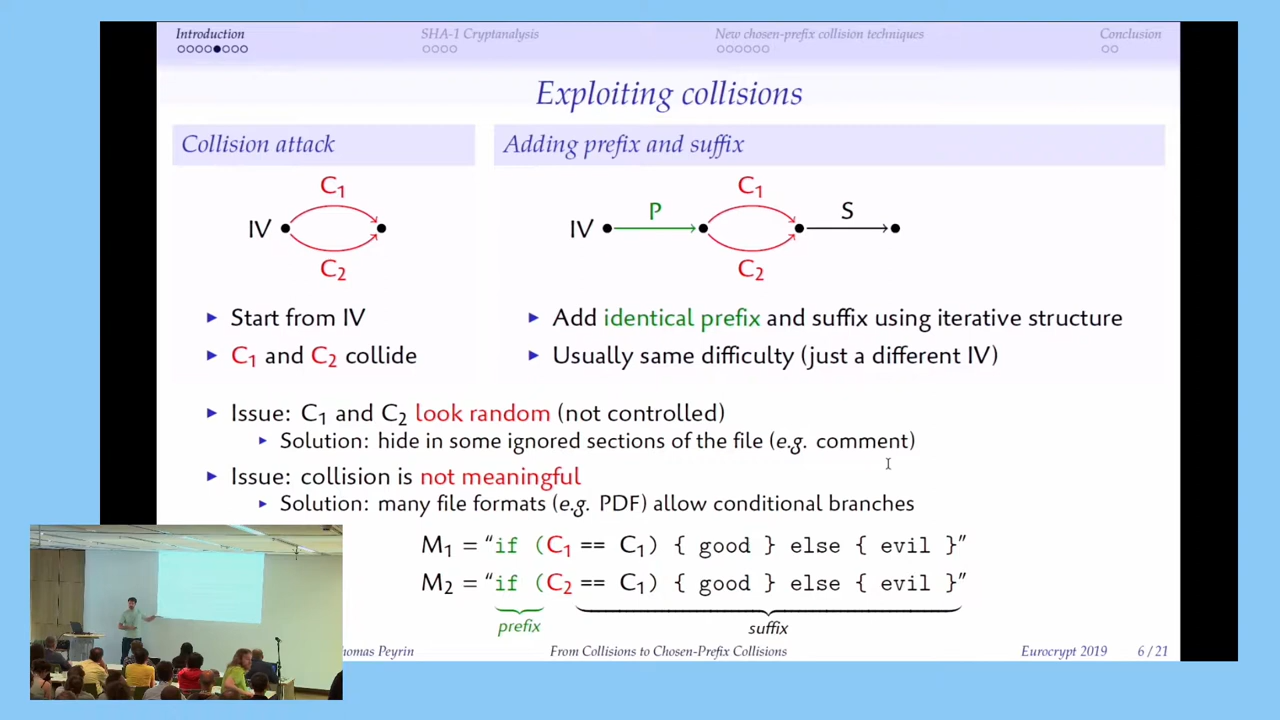 Introduction SHA-1 Cryptanalysis New chosen-prefix collision techniques Conclusion
Exploiting collisions
Collision attack
IV C₁ C₂
▶ Start from IV
▶ C₁ and C₂ collide
Adding prefix and suffix
IV P C₁ C₂ S
▶ Add identical prefix and suffix using iterative structure
▶ Usually same difficulty (just a different IV)
▶ Issue: C₁ and C₂ look random (not controlled)
▶ Solution: hide in some ignored sections of the file (e.g. comment)
▶ Issue: collision is not meaningful
▶ Solution: many file formats (e.g. PDF) allow conditional branches
M₁ = “if (C₁ == C₁) { good } else { evil }”
M₂ = “if (C₂ == C₁) { good } else { evil }”
prefix suffix
homas Peyrin From Collisions to Chosen-Prefix Collisions Eurocrypt 2019 6 / 21